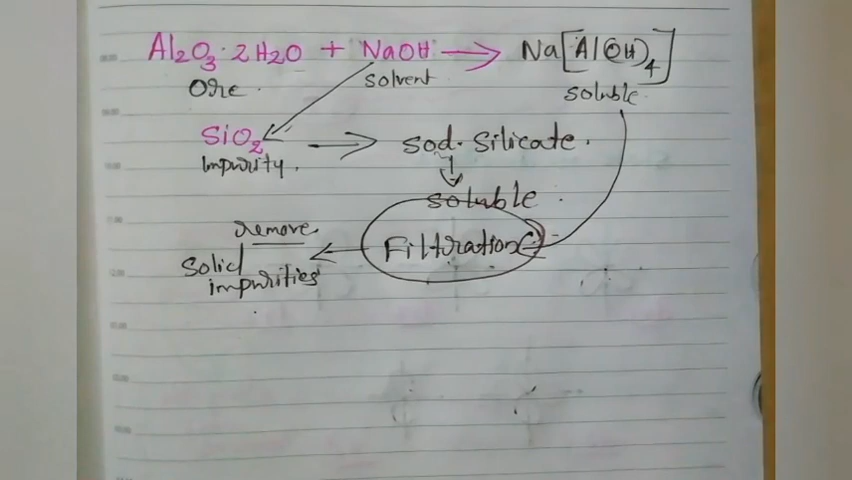 Al2O3·2H2O + NaOH → Na[Al(OH)4]
Ore solvent soluble
SiO2 → sod. silicate.
Impurity. ↓
soluble
remove ← Filtration
Solid
impurities